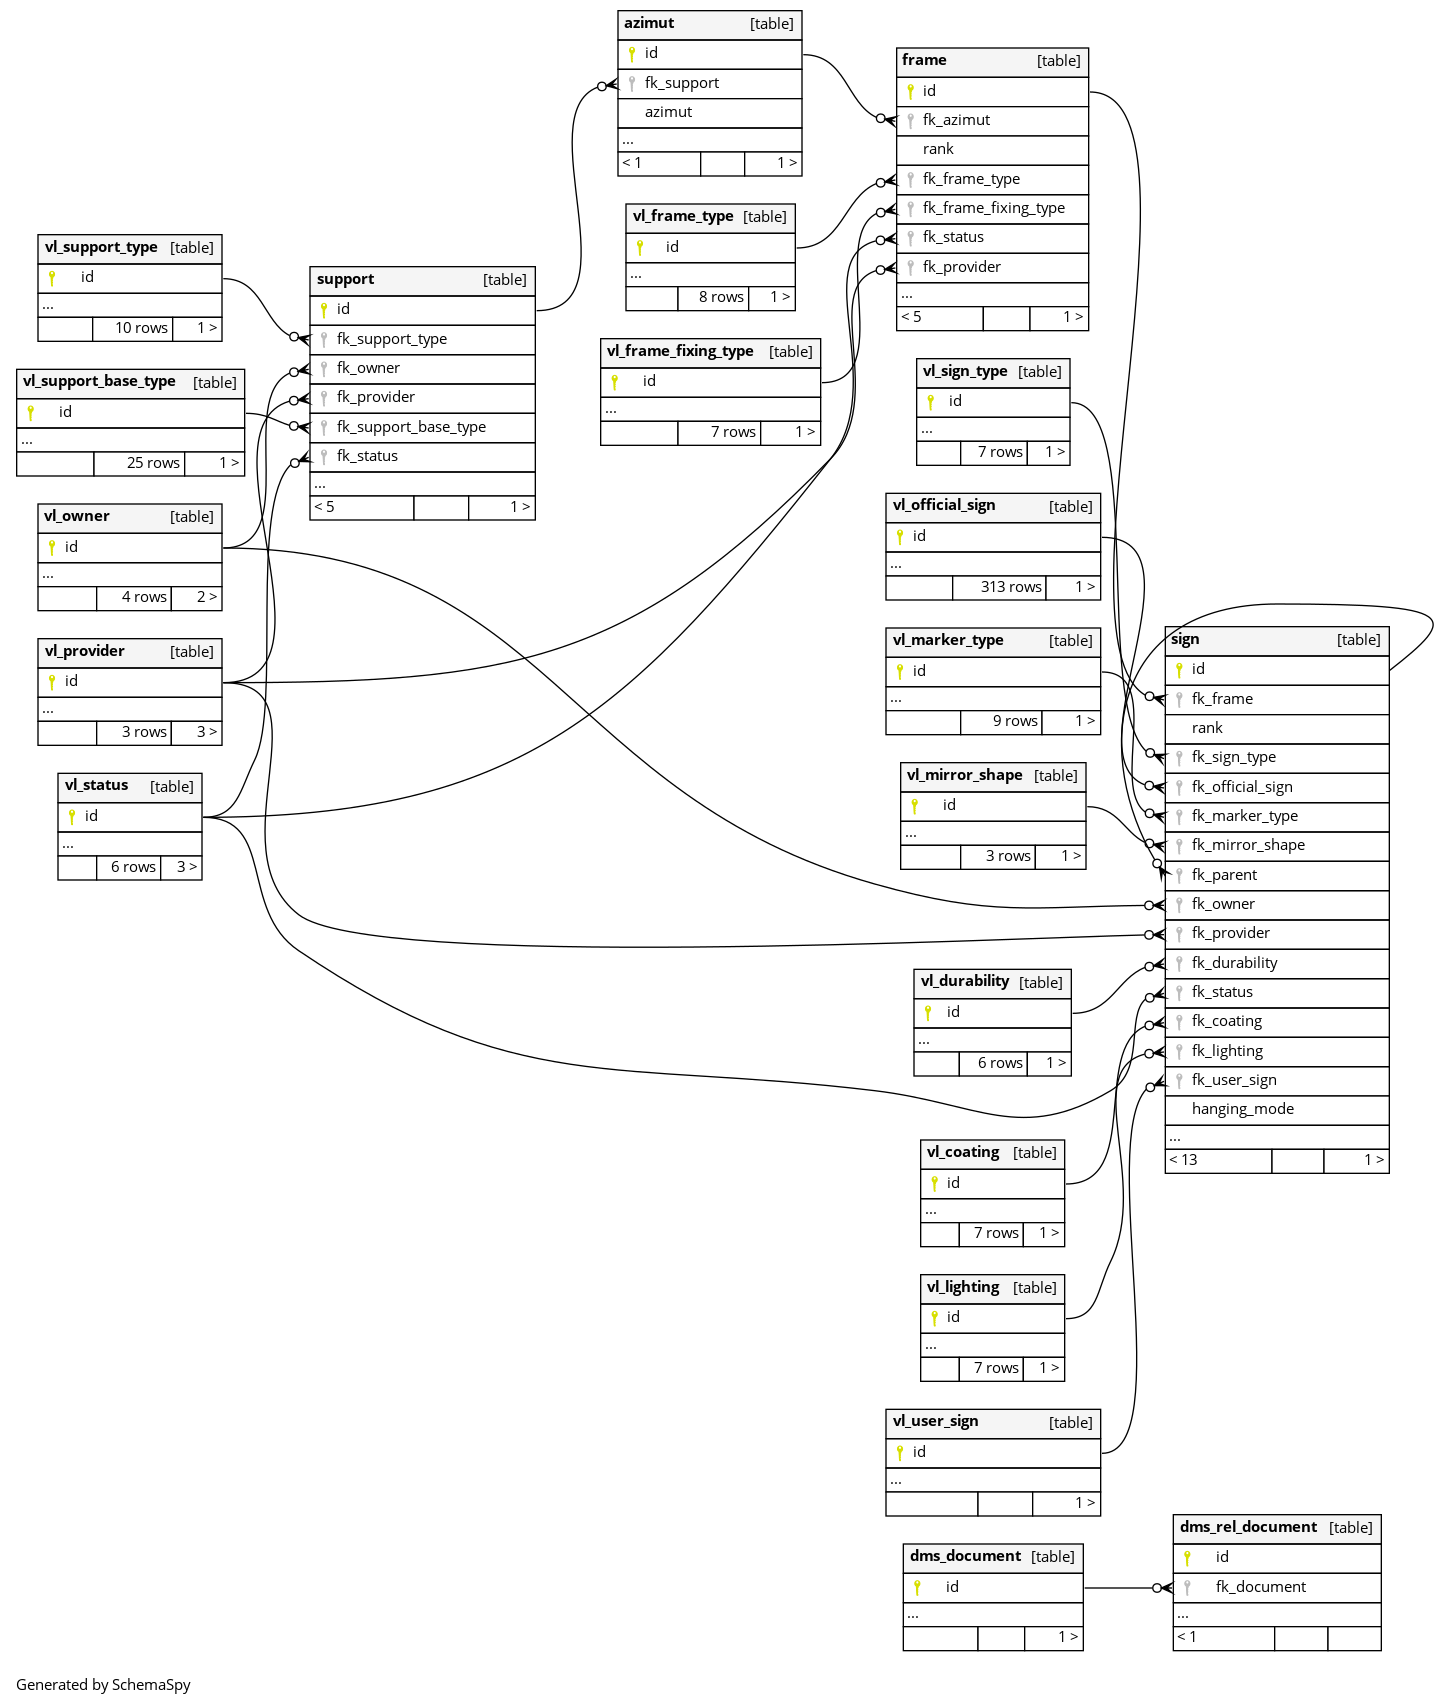 azimut [table]
id
fk_support
azimut
...
< 1 1 >
frame [table]
id
fk_azimut
rank
fk_frame_type
fk_frame_fixing_type
fk_status
fk_provider
...
< 5 1 >
vl_frame_type [table]
id
...
8 rows 1 >
vl_support_type [table]
id
...
10 rows 1 >
support [table]
id
fk_support_type
fk_owner
fk_provider
fk_support_base_type
fk_status
...
< 5 1 >
vl_frame_fixing_type [table]
id
...
7 rows 1 >
vl_sign_type [table]
id
...
7 rows 1 >
vl_support_base_type [table]
id
...
25 rows 1 >
vl_official_sign [table]
id
...
313 rows 1 >
vl_owner [table]
id
...
4 rows 2 >
vl_marker_type [table]
id
...
9 rows 1 >
sign [table]
id
fk_frame
rank
fk_sign_type
fk_official_sign
fk_marker_type
fk_mirror_shape
fk_parent
fk_owner
fk_provider
fk_durability
fk_status
fk_coating
fk_lighting
fk_user_sign
hanging_mode
...
< 13 1 >
vl_provider [table]
id
...
3 rows 3 >
vl_mirror_shape [table]
id
...
3 rows 1 >
vl_status [table]
id
...
6 rows 3 >
vl_durability [table]
id
...
6 rows 1 >
vl_coating [table]
id
...
7 rows 1 >
vl_lighting [table]
id
...
7 rows 1 >
vl_user_sign [table]
id
...
1 >
dms_rel_document [table]
id
fk_document
...
< 1
dms_document [table]
id
...
1 >
Generated by SchemaSpy